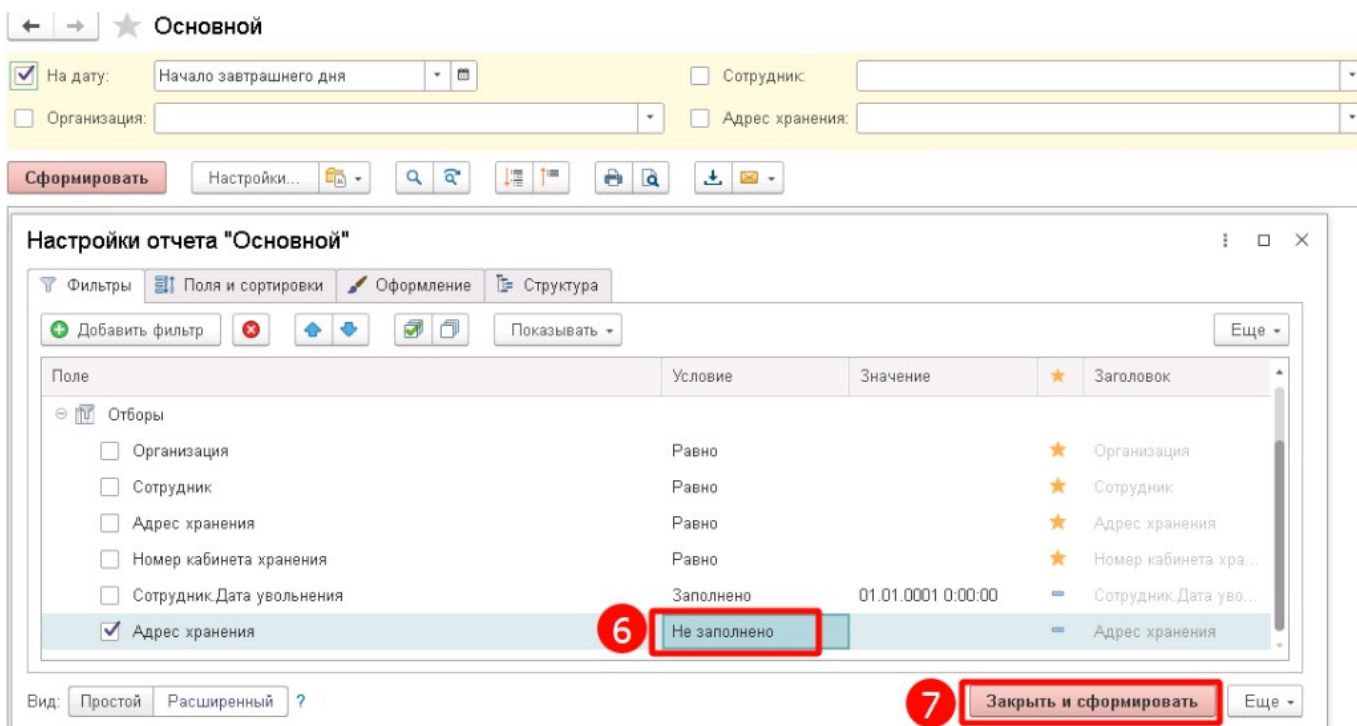 Основной
На дату: Начало завтрашнего дня Сотрудник:
Организация: Адрес хранения:
Сформировать Настройки...
Настройки отчета "Основной"
Фильтры Поля и сортировки Оформление Структура
Добавить фильтр Показывать Еще
Поле Условие Значение Заголовок
Отборы
Организация Равно Организация
Сотрудник Равно Сотрудник
Адрес хранения Равно Адрес хранения
Номер кабинета хранения Равно Номер кабинета хра...
Сотрудник.Дата увольнения Заполнено 01.01.0001 0:00:00 Сотрудник.Дата уво...
Адрес хранения 6 Не заполнено Адрес хранения
Вид: Простой Расширенный ? 7 Закрыть и сформировать Еще